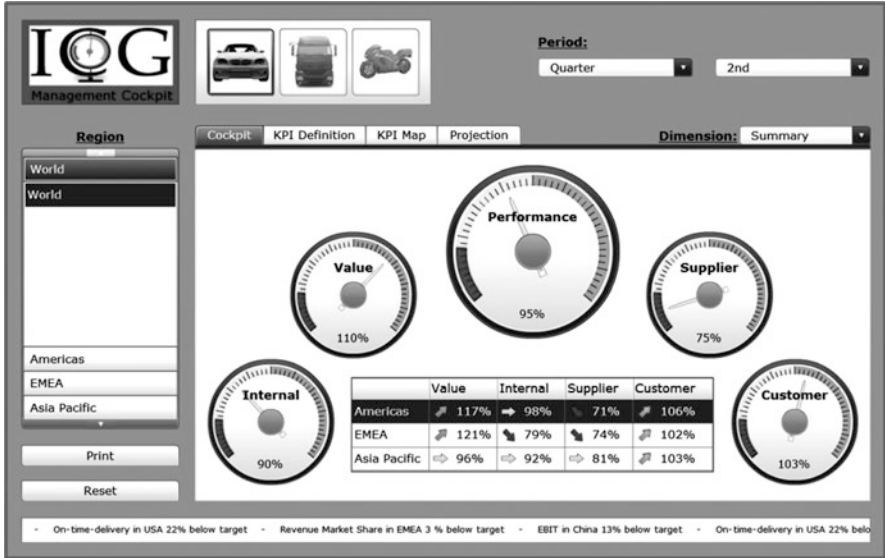 ICG
Management Cockpit
Period:
Quarter
2nd
Region
Cockpit
KPI Definition
KPI Map
Projection
Dimension:
Summary
World
World
Americas
EMEA
Asia Pacific
Print
Reset
Performance
95%
Value
110%
Supplier
75%
Internal
90%
Customer
103%
Value Internal Supplier Customer
Americas 117% 98% 71% 106%
EMEA 121% 79% 74% 102%
Asia Pacific 96% 92% 81% 103%
- On-time-delivery in USA 22% below target - Revenue Market Share in EMEA 3 % below target - EBIT in China 13% below target - On-time-delivery in USA 22% belo